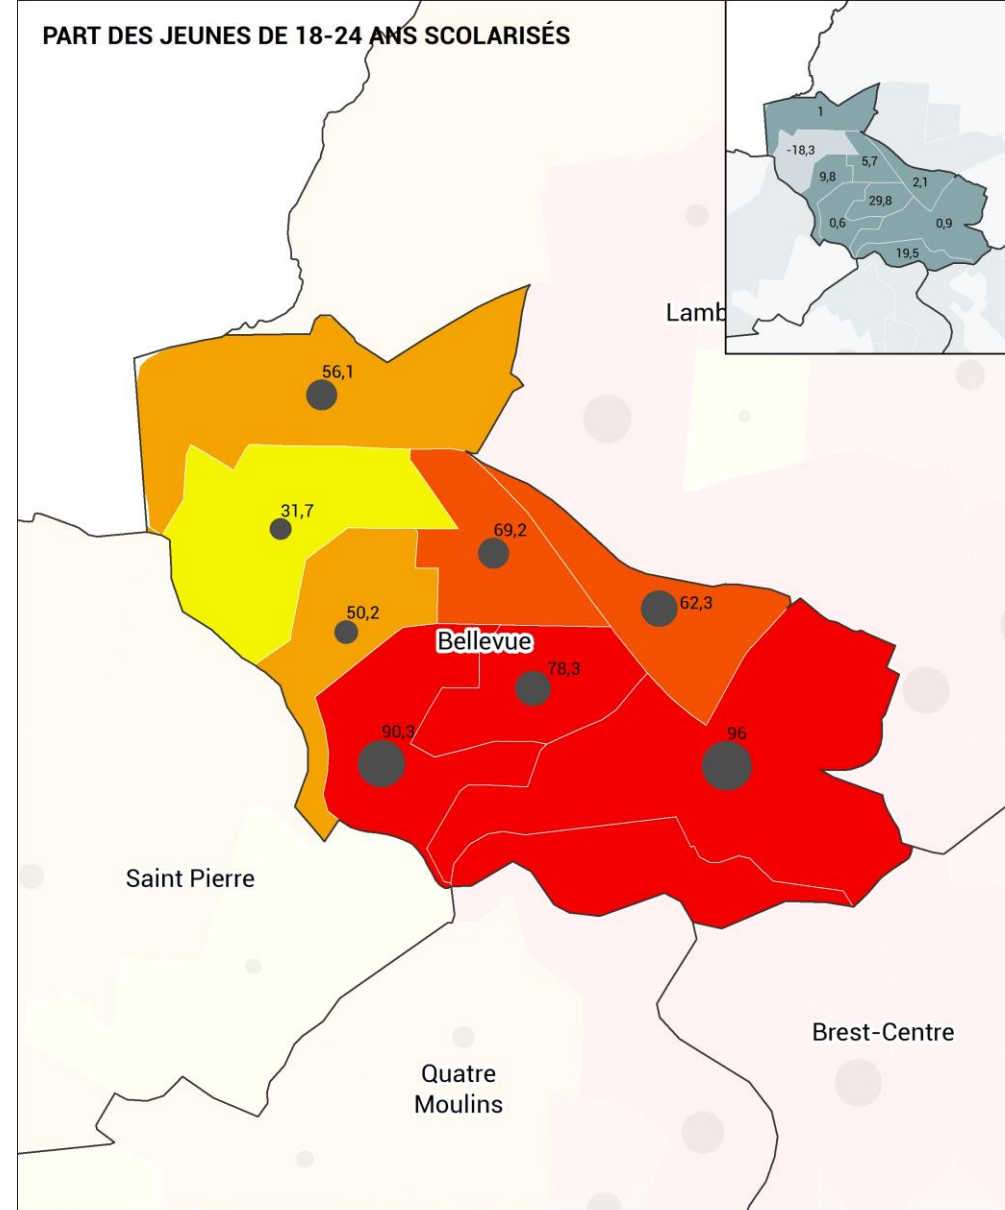 PART DES JEUNES DE 18-24 ANS SCOLARISÉS
1
-18,3
5,7
9,8
2,1
29,8
0,6
0,9
19,5
Lamb
56,1
31,7
69,2
62,3
50,2
Bellevue
78,3
90,3
96
Saint Pierre
Brest-Centre
Quatre
Moulins